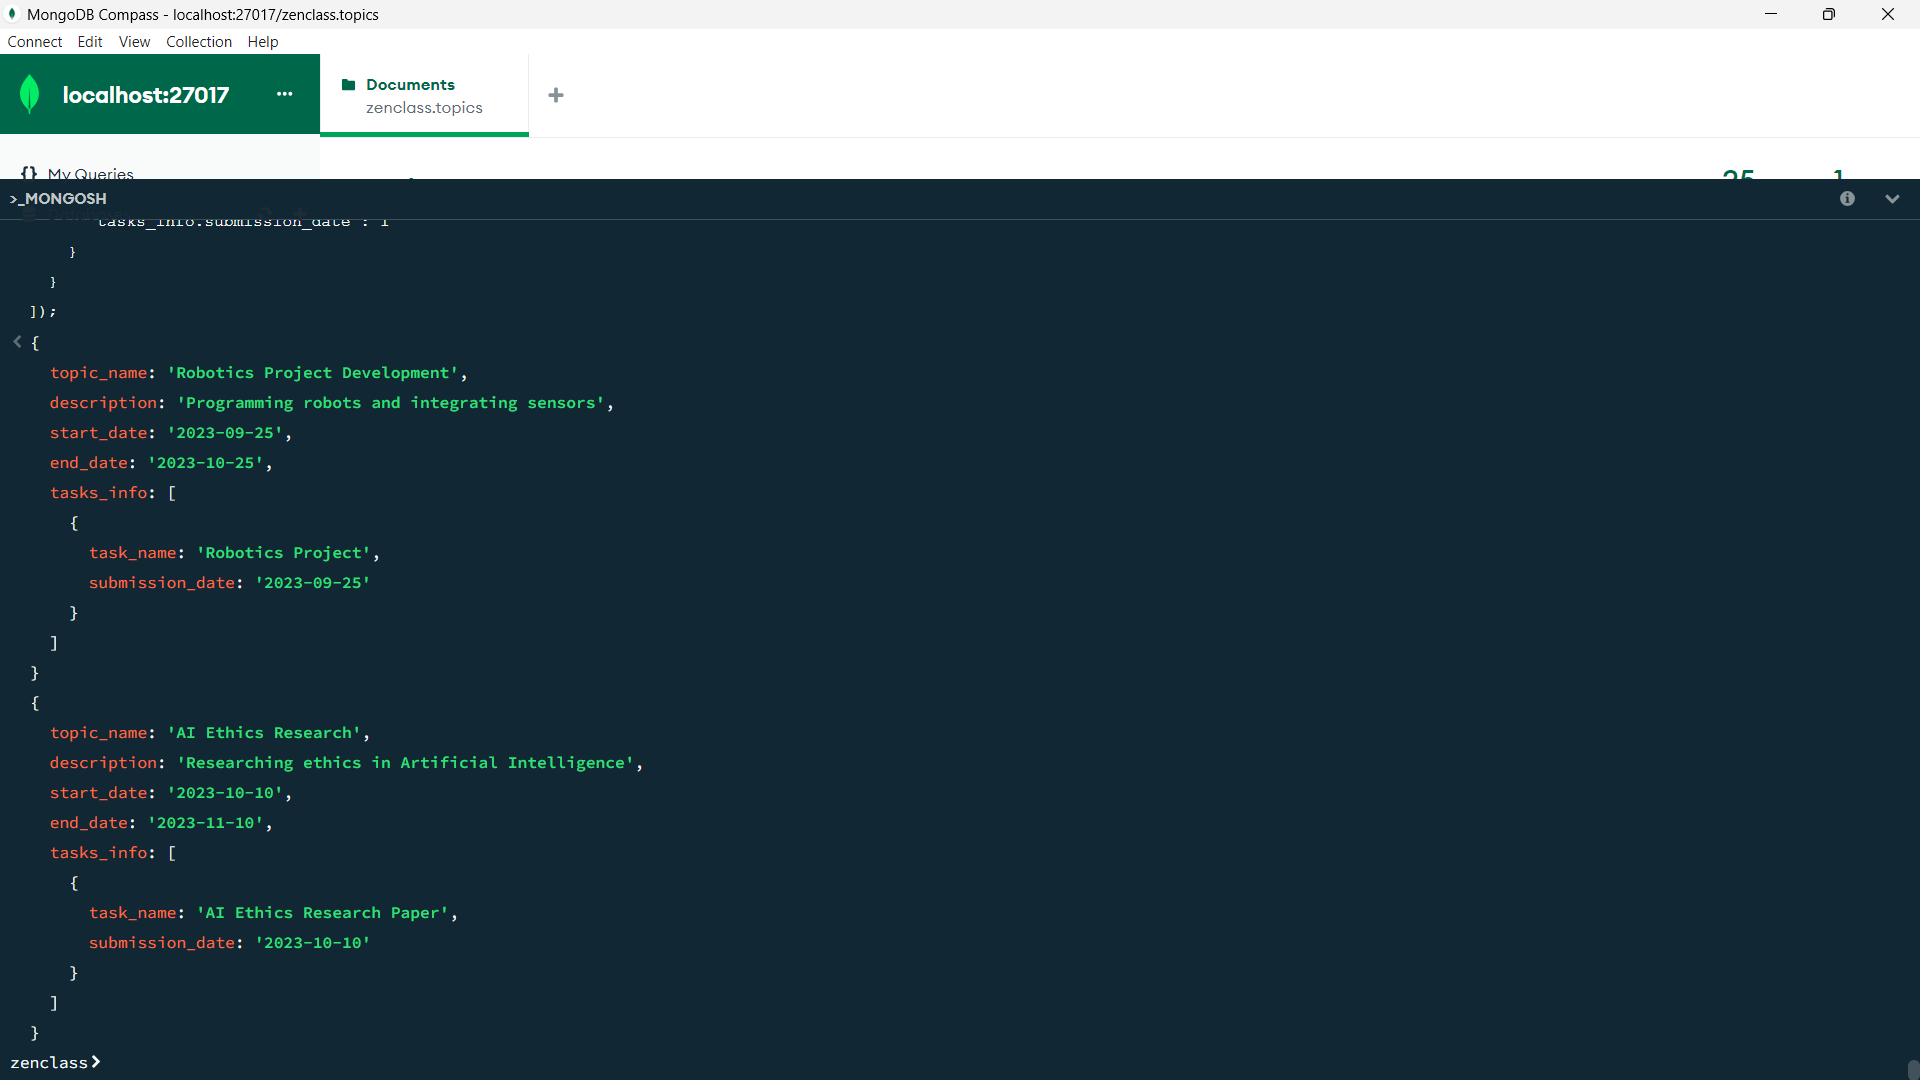 MongoDB Compass - localhost:27017/zenclass.topics
Connect Edit View Collection Help
localhost:27017 ...
Documents
zenclass.topics
+
{} My Queries
25 1
>_MONGOSH
tasks_info.submission_date : 1
}
}
]);
{
topic_name: 'Robotics Project Development',
description: 'Programming robots and integrating sensors',
start_date: '2023-09-25',
end_date: '2023-10-25',
tasks_info: [
{
task_name: 'Robotics Project',
submission_date: '2023-09-25'
}
]
}
{
topic_name: 'AI Ethics Research',
description: 'Researching ethics in Artificial Intelligence',
start_date: '2023-10-10',
end_date: '2023-11-10',
tasks_info: [
{
task_name: 'AI Ethics Research Paper',
submission_date: '2023-10-10'
}
]
}
zenclass>